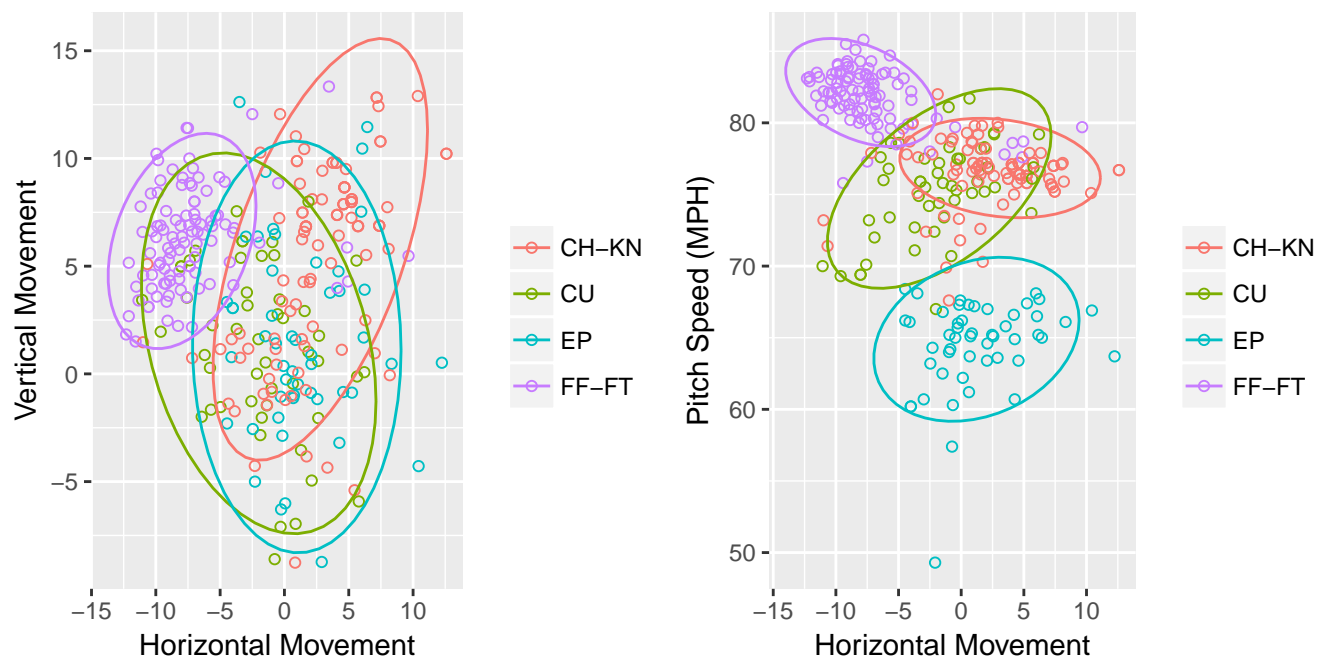 Vertical Movement
15
10
5
0
−5
−15
−10
−5
0
5
10
Horizontal Movement
CH−KN
CU
EP
FF−FT
Pitch Speed (MPH)
80
70
60
50
−15
−10
−5
0
5
10
Horizontal Movement
CH−KN
CU
EP
FF−FT